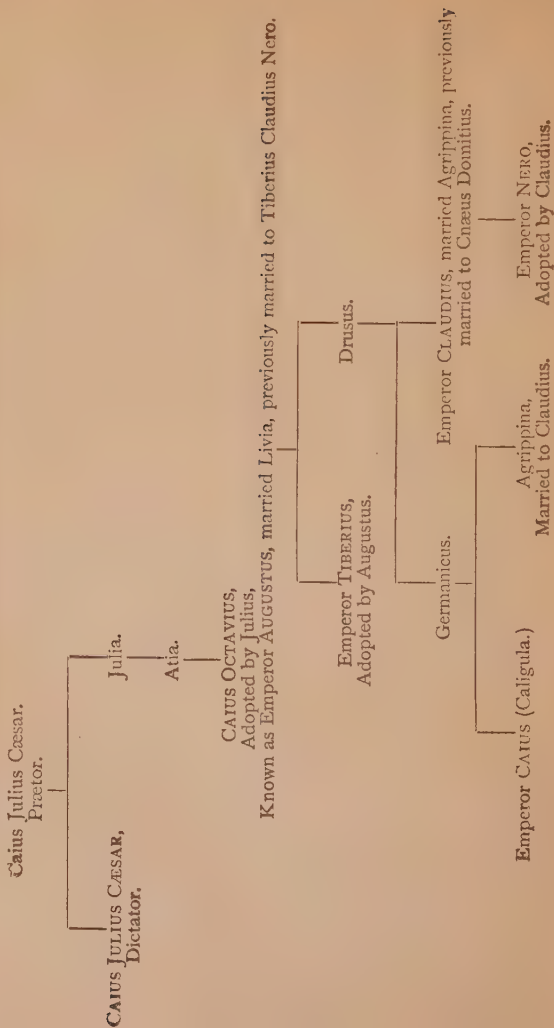 Caius Julius Cæsar.
Prætor.
CAIUS JULIUS CÆSAR,
Dictator.
Julia.
Atia.
CAIUS OCTAVIUS,
Adopted by Julius,
Known as Emperor AUGUSTUS, married Livia, previously married to Tiberius Claudius Nero.
Emperor TIBERIUS,
Adopted by Augustus.
Drusus.
Germanicus.
Emperor CLAUDIUS, married Agrippina, previously
married to Cnæus Domitius.
Emperor CAIUS (Caligula.)
Agrippina,
Married to Claudius.
Emperor NERO,
Adopted by Claudius.